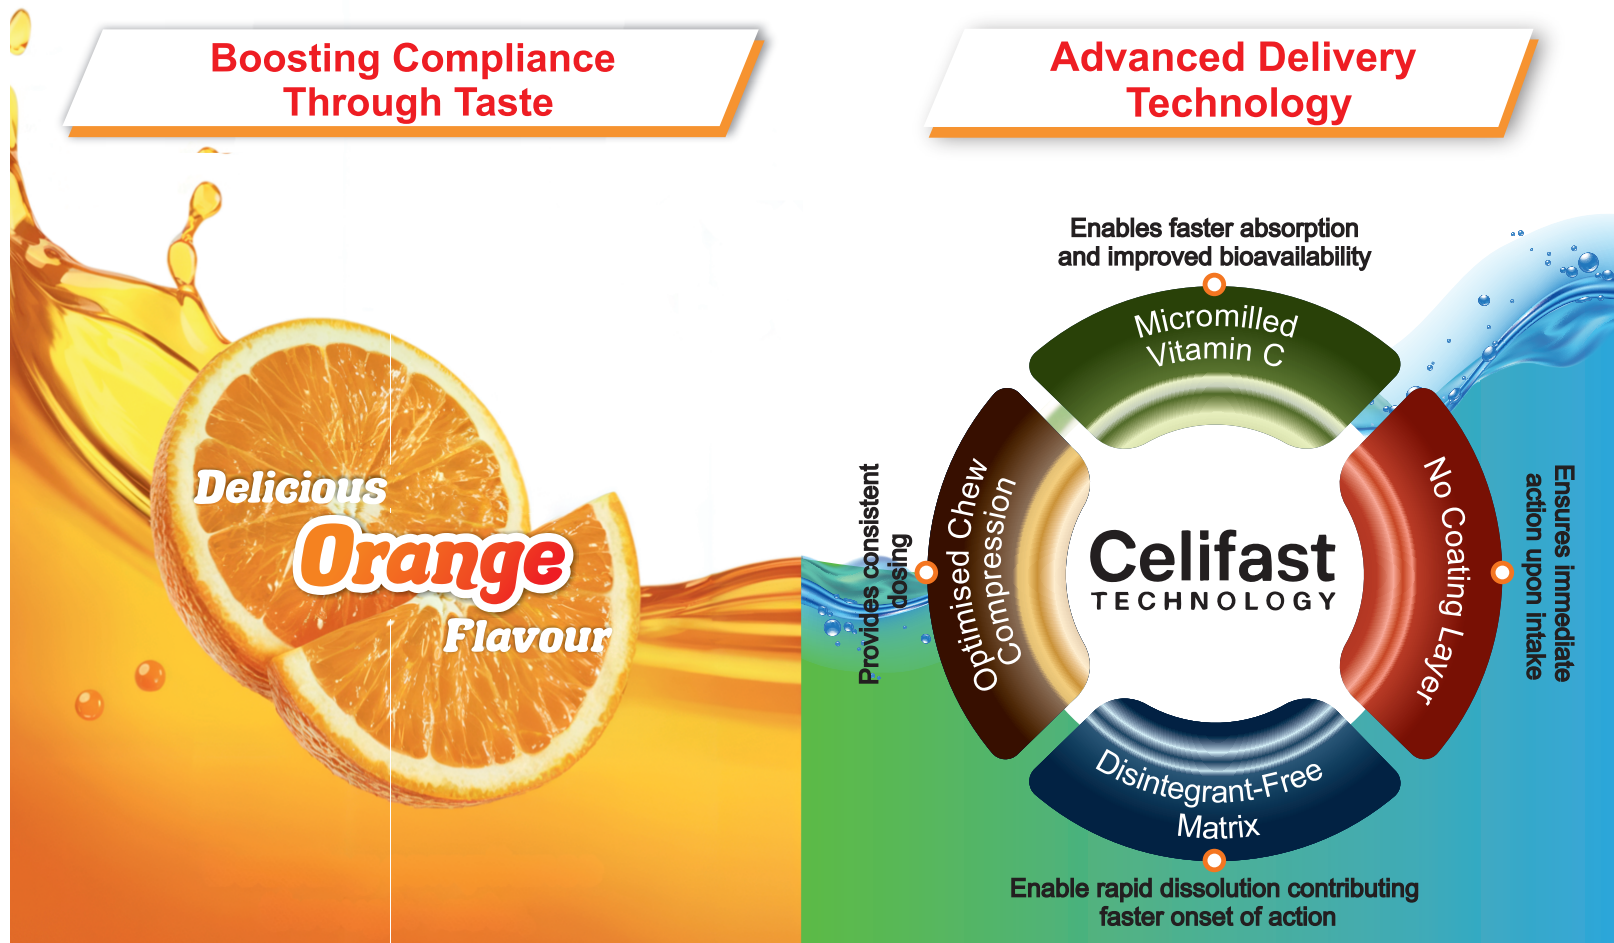 Boosting Compliance
Through Taste
Delicious
Orange
Flavour
Advanced Delivery
Technology
Enables faster absorption
and improved bioavailability
Micromilled
Vitamin C
No Coating Layer
Ensures immediate
action upon intake
Celifast
TECHNOLOGY
Provides consistent
dosing
Optimised Chew
Compression
Disintegrant-Free
Matrix
Enable rapid dissolution contributing
faster onset of action